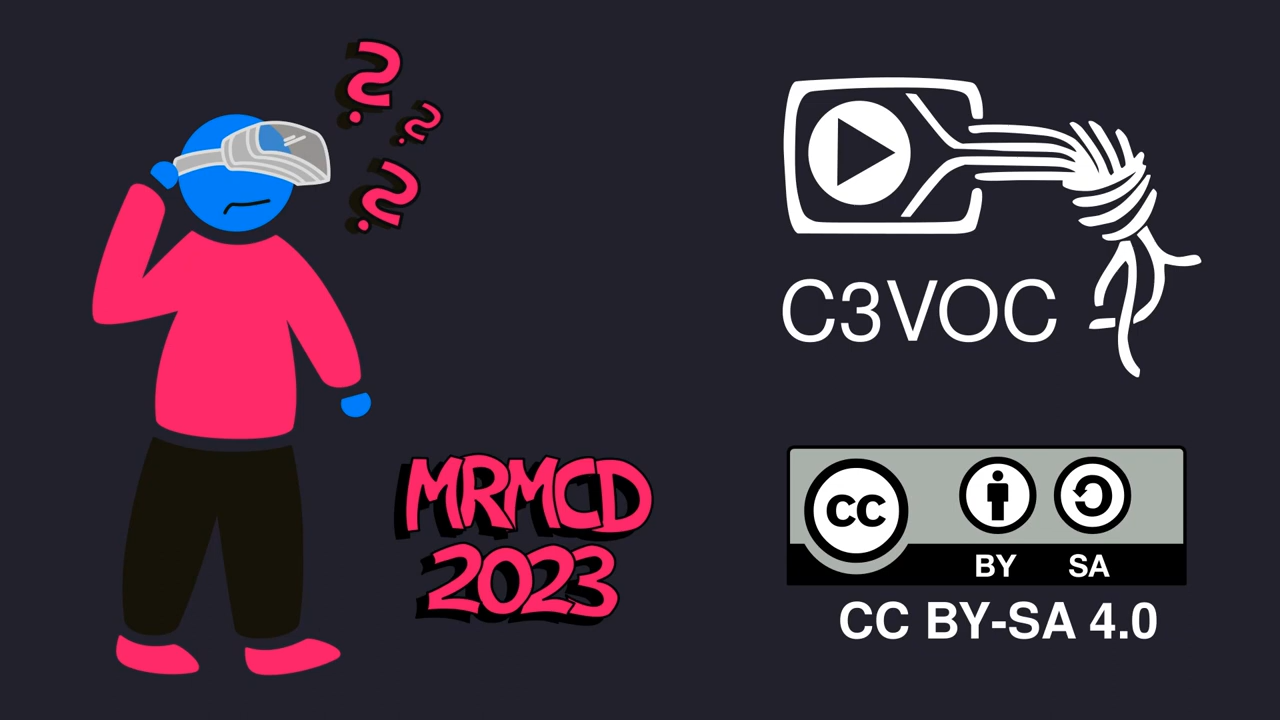 ? ? ?
C3VOC
MRMCD
2023
cc
BY SA
CC BY-SA 4.0